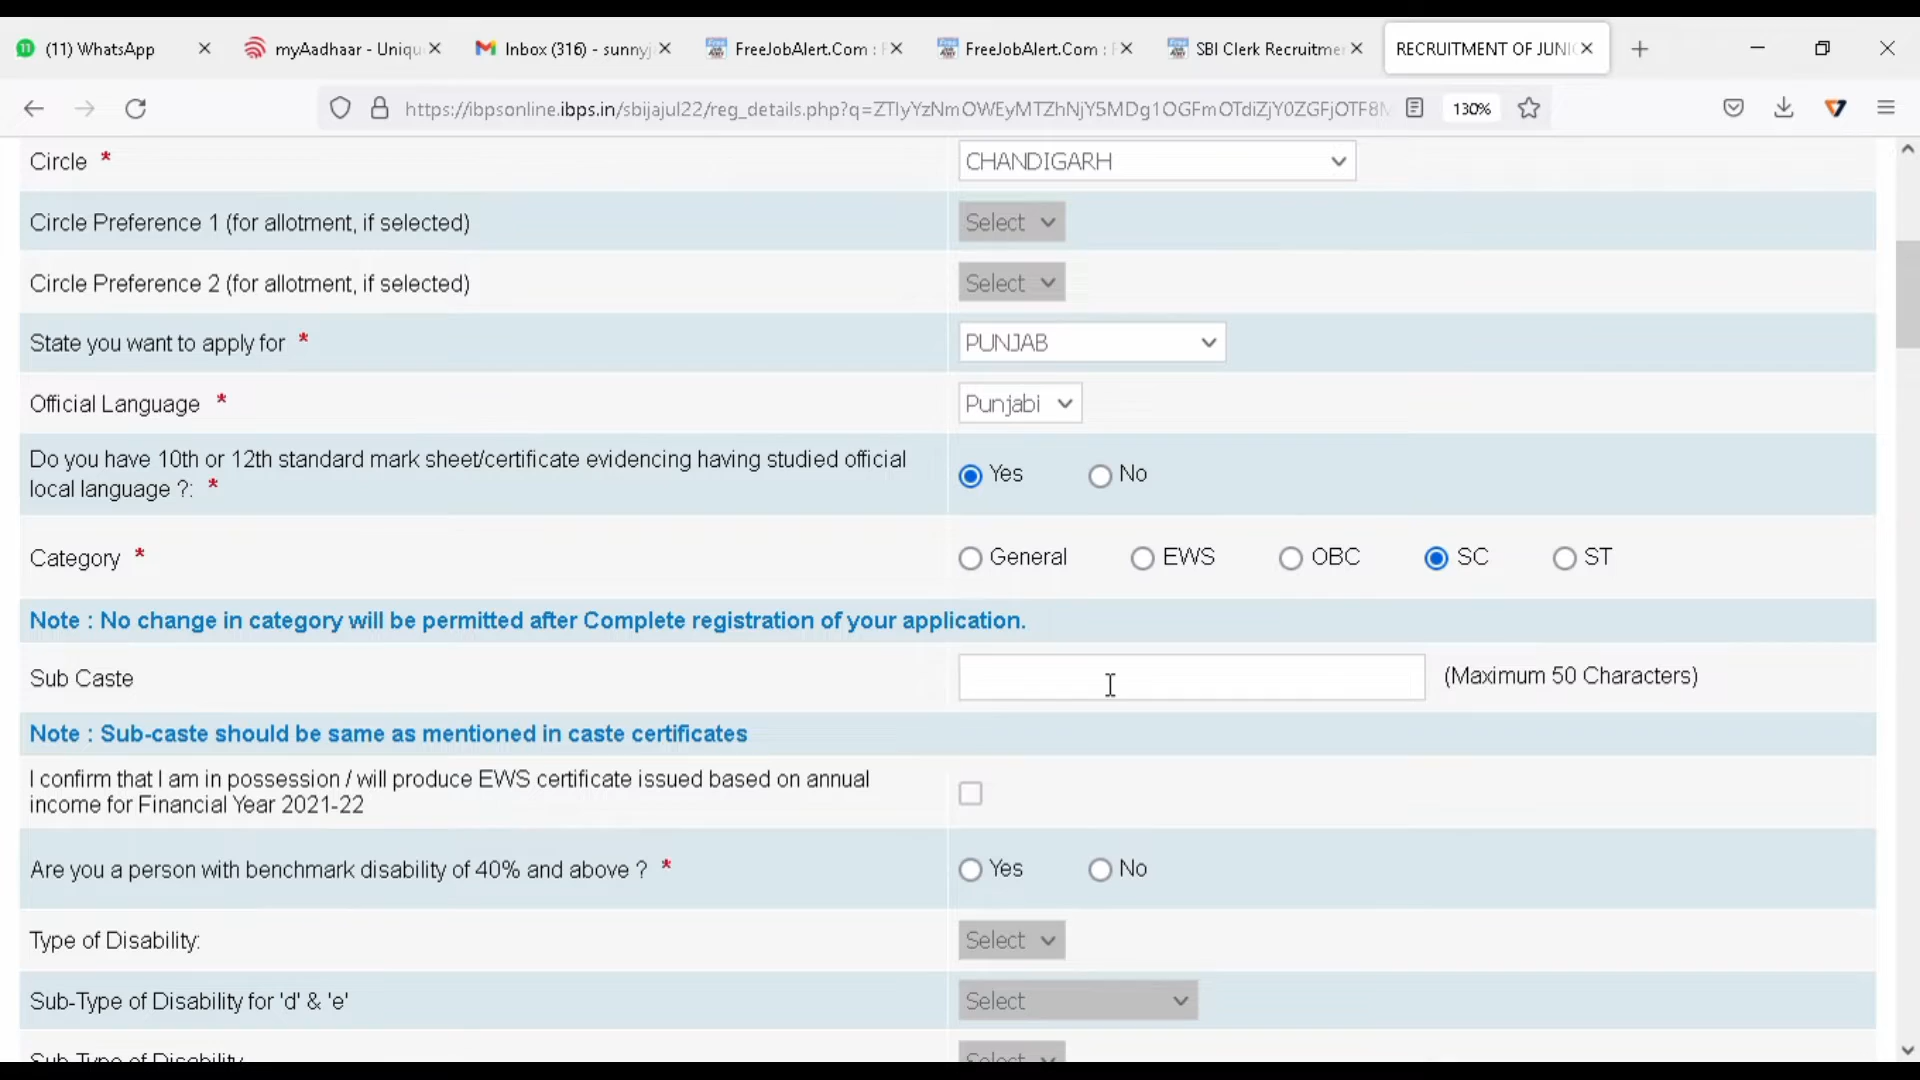 (11) WhatsApp
myAadhaar - Uniqu
Inbox (316) - sunnyj
FreeJobAlert.Com :
FreeJobAlert.Com :
SBI Clerk Recruitme
RECRUITMENT OF JUNI
https://ibpsonline.ibps.in/sbijajul22/reg_details.php?q=
130%
Circle *
CHANDIGARH
Circle Preference 1 (for allotment, if selected)
Select
Circle Preference 2 (for allotment, if selected)
Select
State you want to apply for *
PUNJAB
Official Language *
Punjabi
Do you have 10th or 12th standard mark sheet/certificate evidencing having studied official
local language ?: *
Yes No
Category *
General EWS OBC SC ST
Note : No change in category will be permitted after Complete registration of your application.
Sub Caste
(Maximum 50 Characters)
Note : Sub-caste should be same as mentioned in caste certificates
I confirm that I am in possession / will produce EWS certificate issued based on annual
income for Financial Year 2021-22
Are you a person with benchmark disability of 40% and above ? *
Yes No
Type of Disability:
Select
Sub-Type of Disability for 'd' & 'e'
Select
Sub Type of Disability
Select